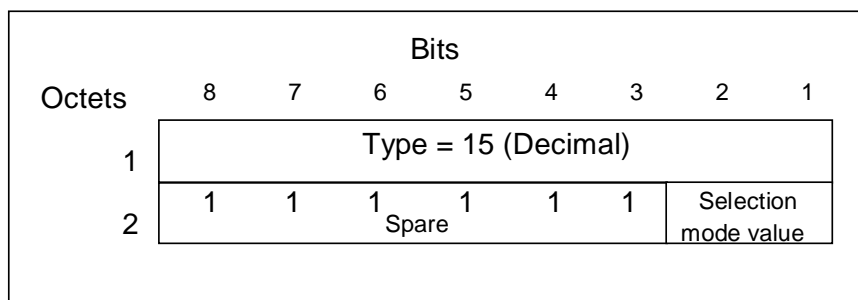 Bits
Octets 8 7 6 5 4 3 2 1
1 Type = 15 (Decimal)
2 1 1 1 1 1 1 Selection
Spare mode value